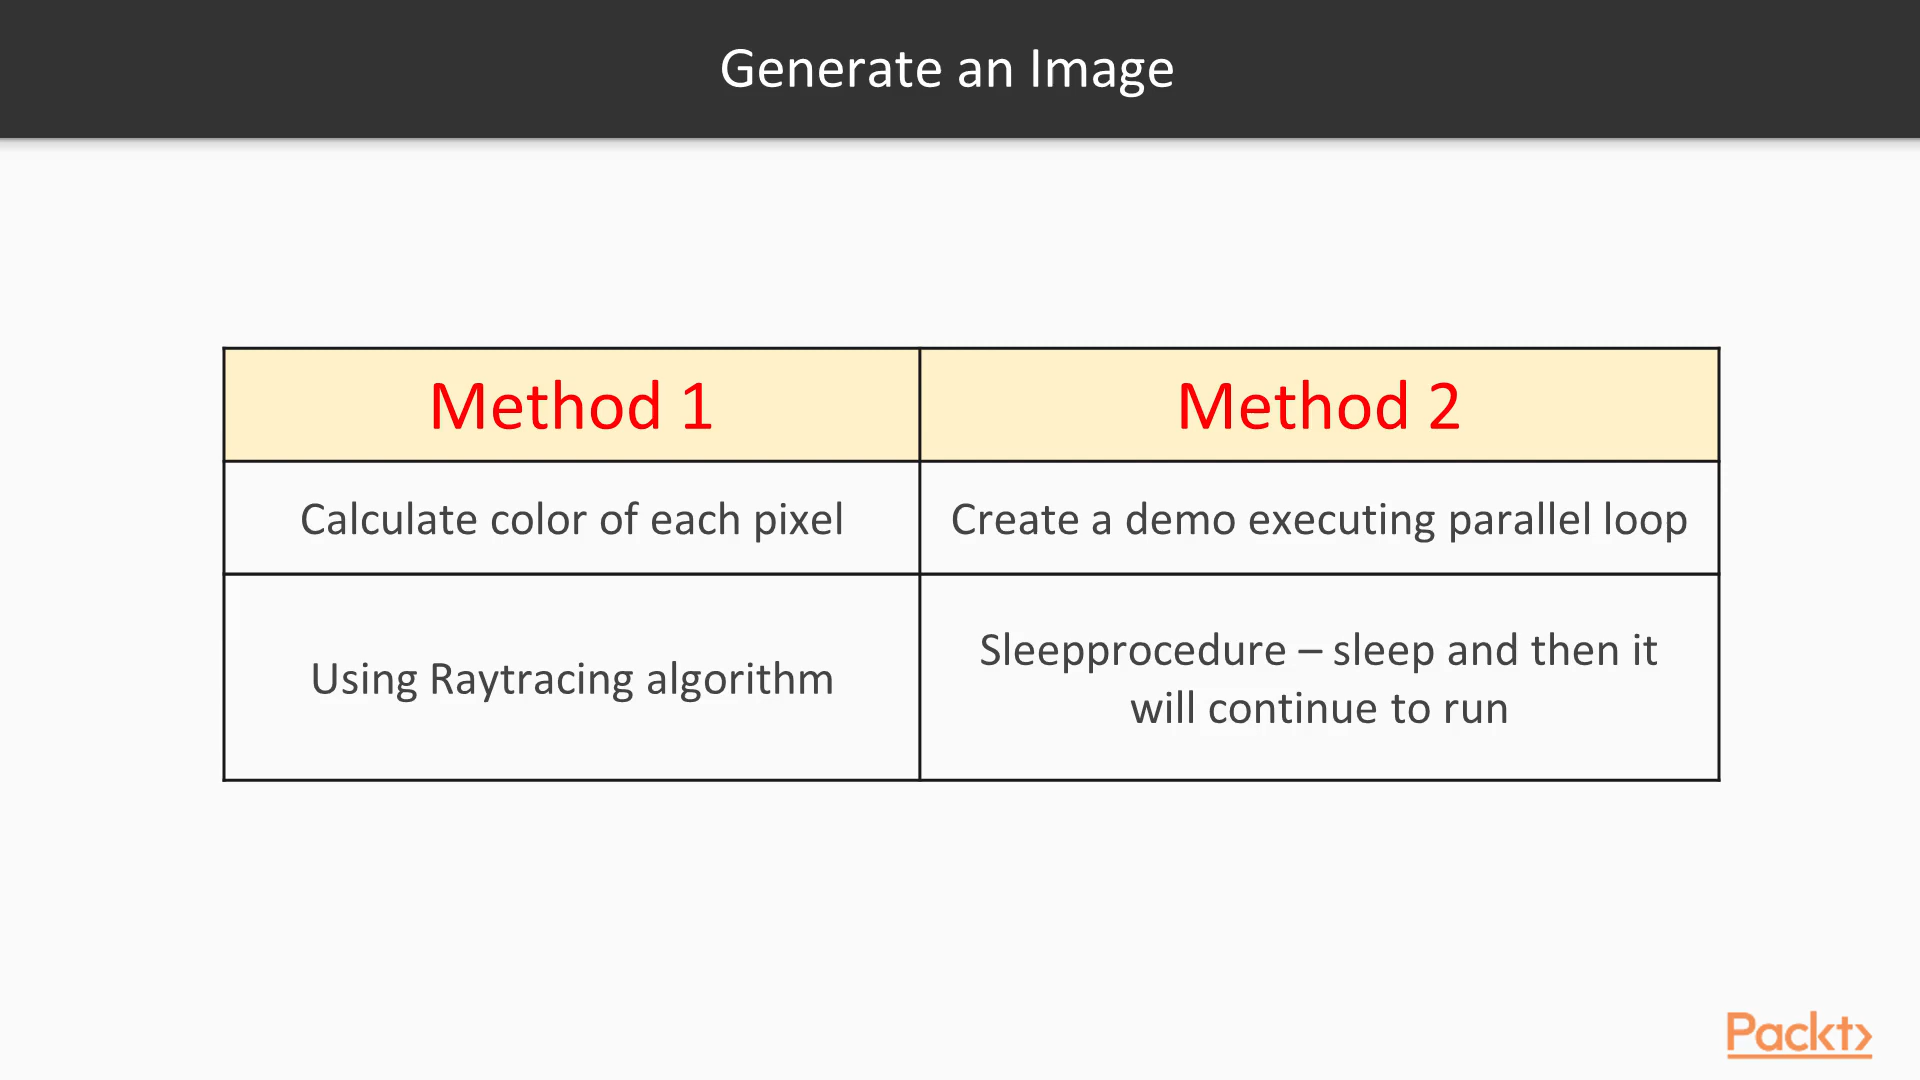 Generate an Image
Method 1
Method 2
Calculate color of each pixel
Create a demo executing parallel loop
Using Raytracing algorithm
Sleepprocedure – sleep and then it
will continue to run
Packt>